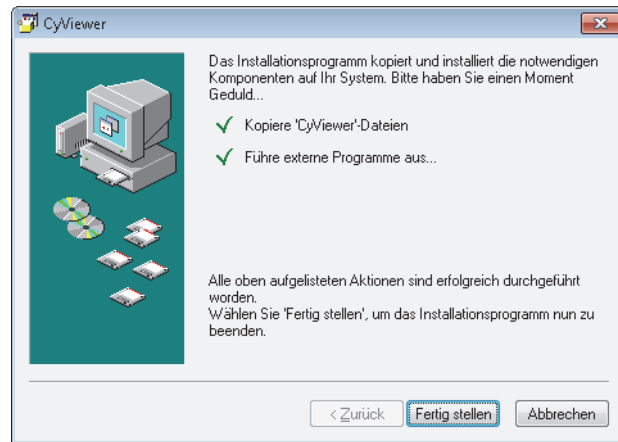 CyViewer
Das Installationsprogramm kopiert und installiert die notwendigen
Komponenten auf Ihr System. Bitte haben Sie einen Moment
Geduld...
Kopiere 'CyViewer'-Dateien
Führe externe Programme aus...
Alle oben aufgelisteten Aktionen sind erfolgreich durchgeführt
worden.
Wählen Sie 'Fertig stellen', um das Installationsprogramm nun zu
beenden.
< Zurück
Fertig stellen
Abbrechen